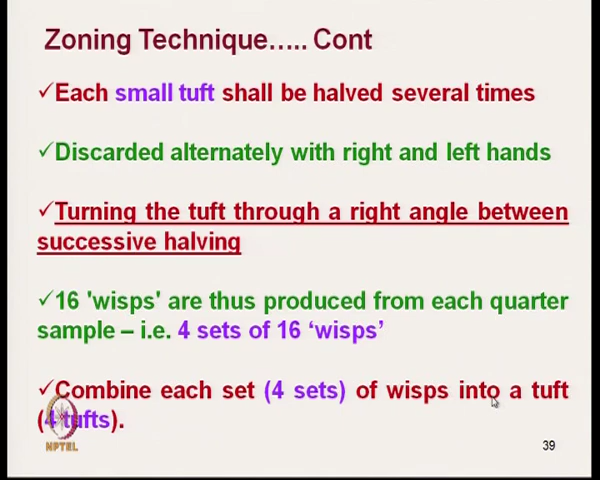 Zoning Technique..... Cont
✓Each small tuft shall be halved several times
✓Discarded alternately with right and left hands
✓Turning the tuft through a right angle between
successive halving
✓16 'wisps' are thus produced from each quarter
sample – i.e. 4 sets of 16 ‘wisps’
✓Combine each set (4 sets) of wisps into a tuft
(4 tufts).
NPTEL
39